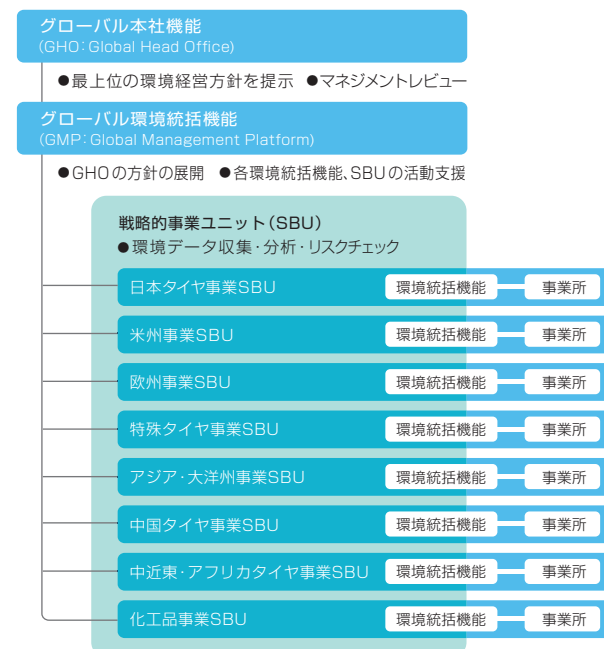 グローバル本社機能
(GHO:Global Head Office)
●最上位の環境経営方針を提示 ●マネジメントレビュー
グローバル環境統括機能
(GMP:Global Management Platform)
●GHOの方針の展開 ●各環境統括機能、SBUの活動支援
戦略的事業ユニット(SBU)
●環境データ収集・分析・リスクチェック
日本タイヤ事業SBU 環境統括機能 事業所
米州事業SBU 環境統括機能 事業所
欧州事業SBU 環境統括機能 事業所
特殊タイヤ事業SBU 環境統括機能 事業所
アジア・大洋州事業SBU 環境統括機能 事業所
中国タイヤ事業SBU 環境統括機能 事業所
中近東・アフリカタイヤ事業SBU 環境統括機能 事業所
化工品事業SBU 環境統括機能 事業所